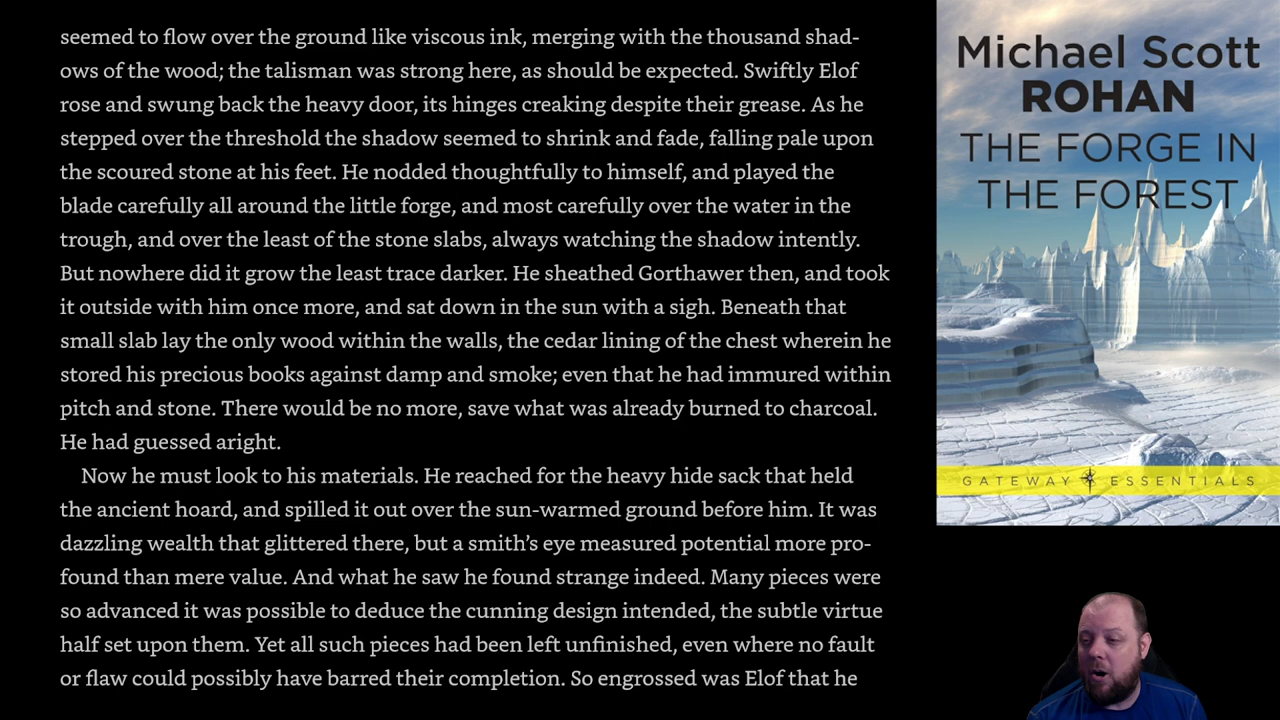 seemed to flow over the ground like viscous ink, merging with the thousand shad-
ows of the wood; the talisman was strong here, as should be expected. Swiftly Elof
rose and swung back the heavy door, its hinges creaking despite their grease. As he
stepped over the threshold the shadow seemed to shrink and fade, falling pale upon
the scoured stone at his feet. He nodded thoughtfully to himself, and played the
blade carefully all around the little forge, and most carefully over the water in the
trough, and over the least of the stone slabs, always watching the shadow intently.
But nowhere did it grow the least trace darker. He sheathed Gorthawer then, and took
it outside with him once more, and sat down in the sun with a sigh. Beneath that
small slab lay the only wood within the walls, the cedar lining of the chest wherein he
stored his precious books against damp and smoke; even that he had immured within
pitch and stone. There would be no more, save what was already burned to charcoal.
He had guessed aright.
Now he must look to his materials. He reached for the heavy hide sack that held
the ancient hoard, and spilled it out over the sun-warmed ground before him. It was
dazzling wealth that glittered there, but a smith's eye measured potential more pro-
found than mere value. And what he saw he found strange indeed. Many pieces were
so advanced it was possible to deduce the cunning design intended, the subtle virtue
half set upon them. Yet all such pieces had been left unfinished, even where no fault
or flaw could possibly have barred their completion. So engrossed was Elof that he
Michael Scott
ROHAN
THE FORGE IN
THE FOREST
GATEWAY ESSENTIALS